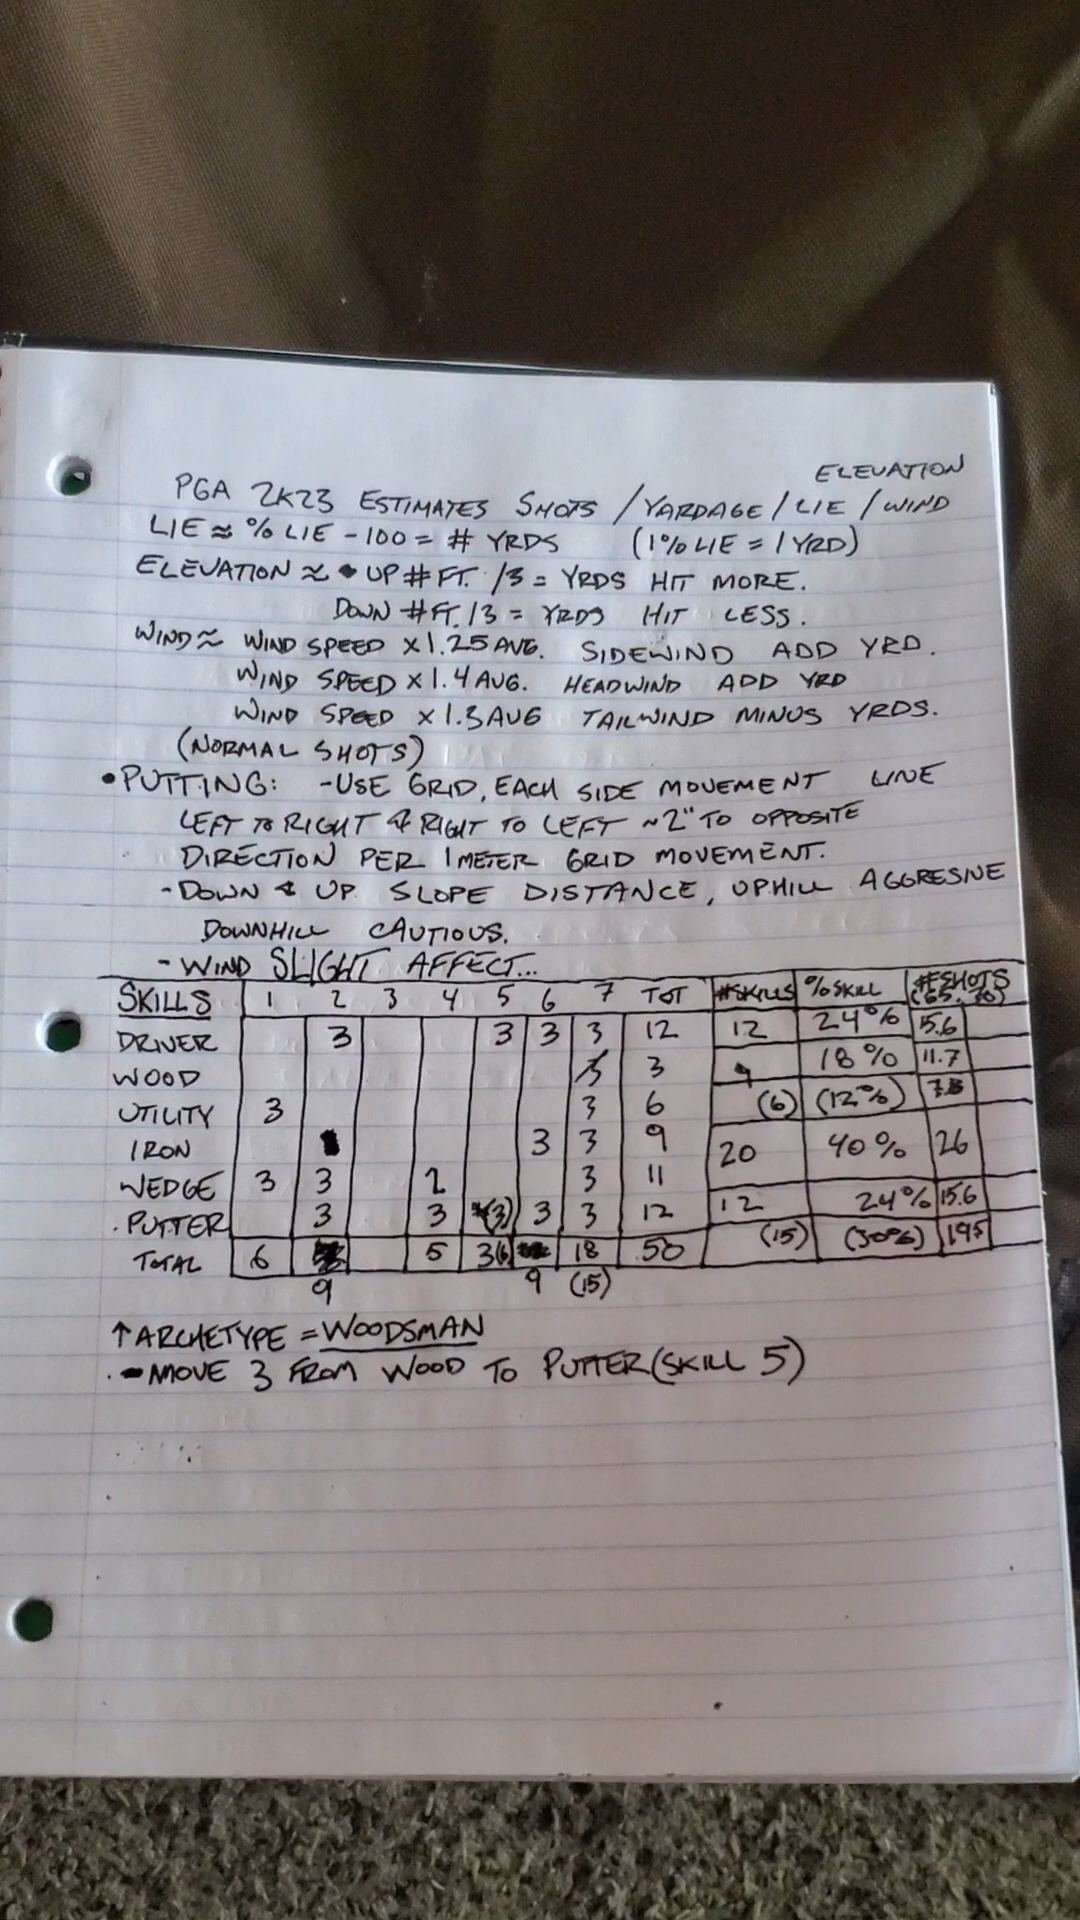 ELEVATION
PGA 2K23 ESTIMATES SHOTS / YARDAGE / LIE / WIND
LIE ≈ % LIE - 100 = # YRDS (1% LIE = 1 YRD)
ELEVATION ≈ UP # FT. /3 = YRDS HIT MORE.
DOWN # FT. /3 = YRDS HIT LESS.
WIND ≈ WIND SPEED X 1.25 AVG. SIDEWIND ADD YRD.
WIND SPEED X 1.4 AUG. HEADWIND ADD YRD
WIND SPEED X 1.3 AUG TAILWIND MINUS YRDS.
(NORMAL SHOTS)
• PUTTING: - USE GRID, EACH SIDE MOVEMENT LINE
LEFT TO RIGHT & RIGHT TO LEFT ~2" TO OPPOSITE
DIRECTION PER 1 METER GRID MOVEMENT.
- DOWN & UP SLOPE DISTANCE, UPHILL AGGRESIVE
DOWNHILL CAUTIOUS.
- WIND SLIGHT AFFECT...
SKILLS 1 2 3 4 5 6 7 TOT #SKILLS % SKILL # SHOTS
DRIVER 3 3 3 3 12 12 24% 15.6
WOOD 3 3 9 18% 11.7
UTILITY 3 3 6 (6) (12%) 7.8
IRON 3 3 9 20 40% 26
WEDGE 3 3 2 3 11
PUTTER 3 3 (3) 3 3 12 12 24% 15.6
TOTAL 6 5 3 18 50 (15) (30%) 19.5
9 9 (15)
↑ ARCHETYPE = WOODSMAN
- MOVE 3 FROM WOOD TO PUTTER (SKILL 5)